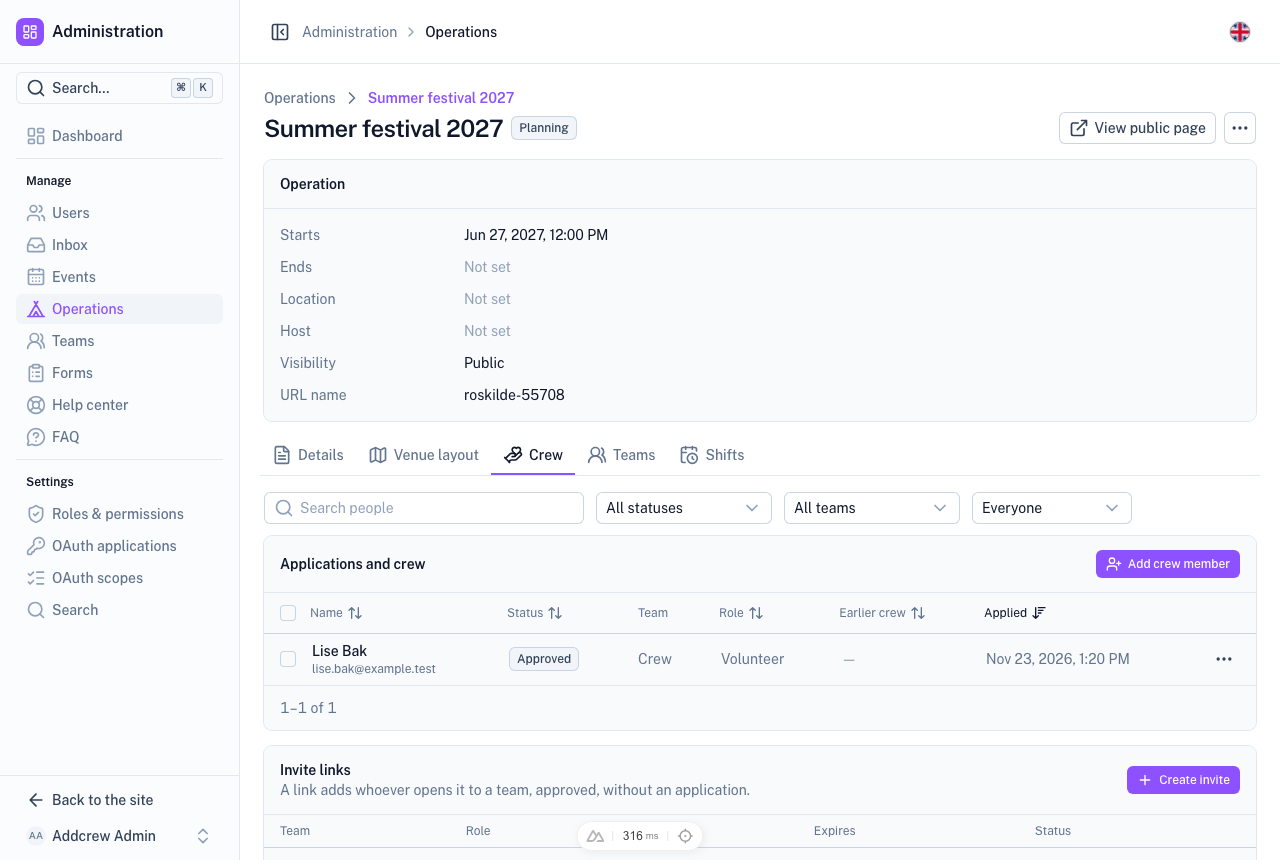 Administration
Administration
Operations
Search...
⌘ K
Dashboard
Manage
Users
Inbox
Events
Operations
Teams
Forms
Help center
FAQ
Settings
Roles & permissions
OAuth applications
OAuth scopes
Search
Back to the site
AA Addcrew Admin
Operations
Summer festival 2027
Summer festival 2027 Planning
View public page
Operation
Starts Jun 27, 2027, 12:00 PM
Ends Not set
Location Not set
Host Not set
Visibility Public
URL name roskilde-55708
Details Venue layout Crew Teams Shifts
Search people All statuses All teams Everyone
Applications and crew Add crew member
Name Status Team Role Earlier crew Applied
Lise Bak
lise.bak@example.test
Approved Crew Volunteer — Nov 23, 2026, 1:20 PM
1–1 of 1
Invite links
A link adds whoever opens it to a team, approved, without an application.
Create invite
Team Role Expires Status
316 ms